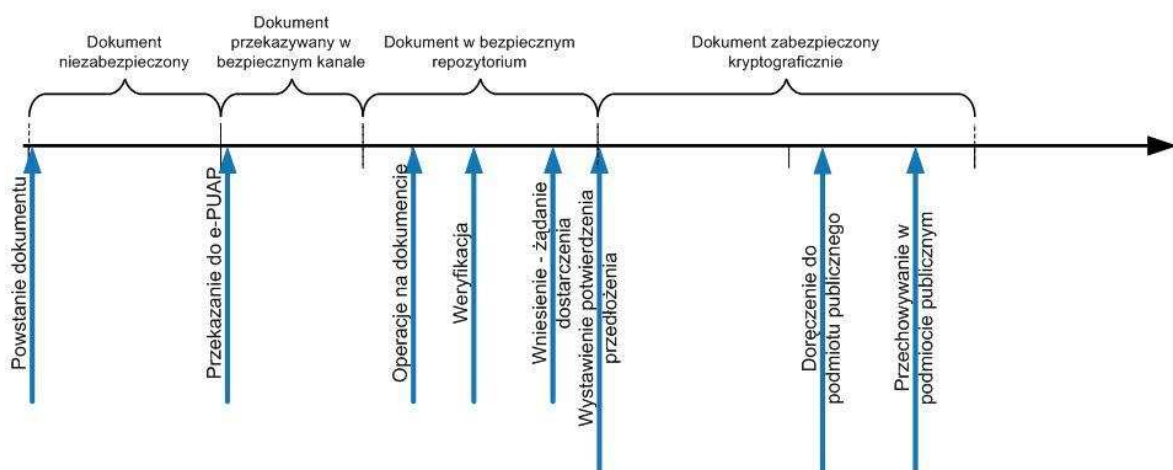 Dokument
niezabezpieczony
Dokument
przekazywany w
bezpiecznym kanale
Dokument w bezpiecznym
repozytorium
Dokument zabezpieczony
kryptograficznie
Powstanie dokumentu
Przekazanie do e-PUAP
Operacje na dokumencie
Weryfikacja
Wniesienie - żądanie
dostarczenia
Wystawienie potwierdzenia
przedłożenia
Doręczenie do
podmiotu publicznego
Przechowywanie w
podmiocie publicznym